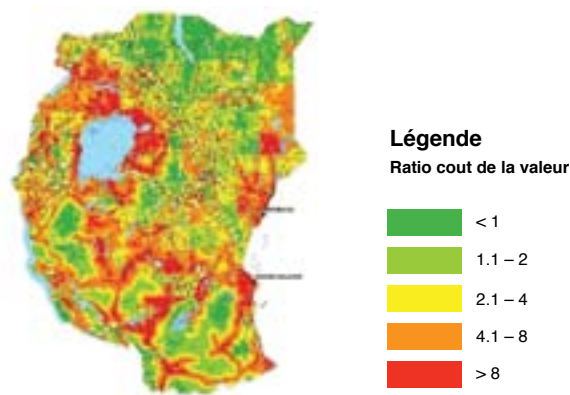 Légende
Ratio cout de la valeur
< 1
1.1 – 2
2.1 – 4
4.1 – 8
> 8